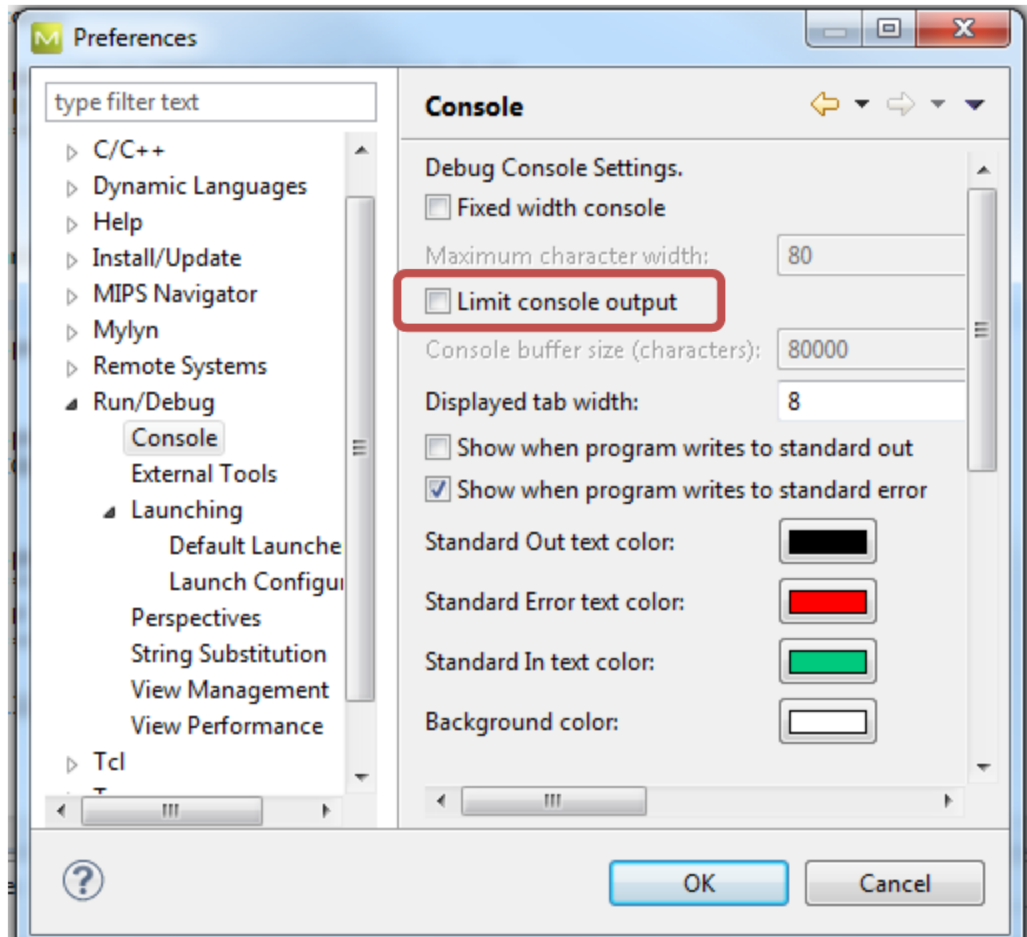 M Preferences
type filter text
C/C++
Dynamic Languages
Help
Install/Update
MIPS Navigator
Mylyn
Remote Systems
Run/Debug
Console
External Tools
Launching
Default Launche
Launch Configu
Perspectives
String Substitution
View Management
View Performance
Tcl
Console
Debug Console Settings.
Fixed width console
Maximum character width: 80
Limit console output
Console buffer size (characters): 80000
Displayed tab width: 8
Show when program writes to standard out
Show when program writes to standard error
Standard Out text color:
Standard Error text color:
Standard In text color:
Background color:
?
OK Cancel